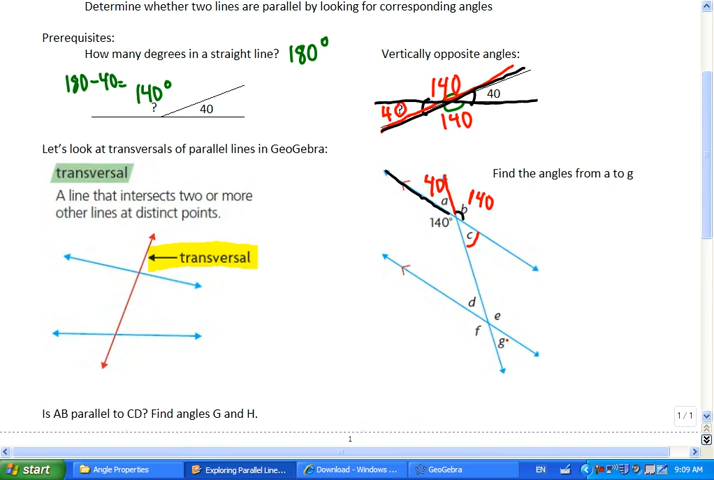 Determine whether two lines are parallel by looking for corresponding angles
Prerequisites:
How many degrees in a straight line? 180°
180-40= 140°
? 40
Vertically opposite angles:
140
40 40
140
Let's look at transversals of parallel lines in GeoGebra:
transversal
A line that intersects two or more
other lines at distinct points.
transversal
Find the angles from a to g
40
a b 140
140°
c
d
e
f
g
Is AB parallel to CD? Find angles G and H.
1 / 1
1
start Angle Properties Exploring Parallel Line... Download - Windows ... GeoGebra EN 9:09 AM